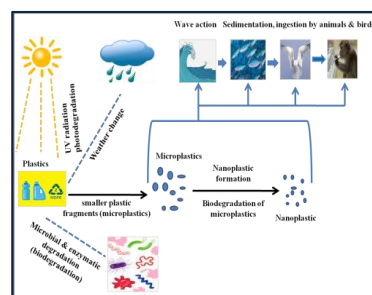 Wave action
Sedimentation, ingestion by animals & birds
UV radiation
photodegradation
Weather change
Plastics
Microplastics
Nanoplastic
formation
smaller plastic
fragments (microplastics)
Biodegradation of
microplastics
Nanoplastic
Microbial & enzymatic
degradation
(biodegradation)